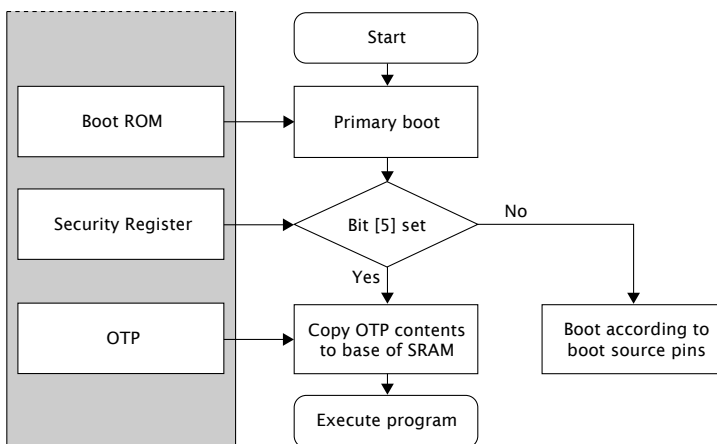 Start
Boot ROM
Primary boot
Security Register
Bit [5] set
No
Yes
OTP
Copy OTP contents
to base of SRAM
Boot according to
boot source pins
Execute program